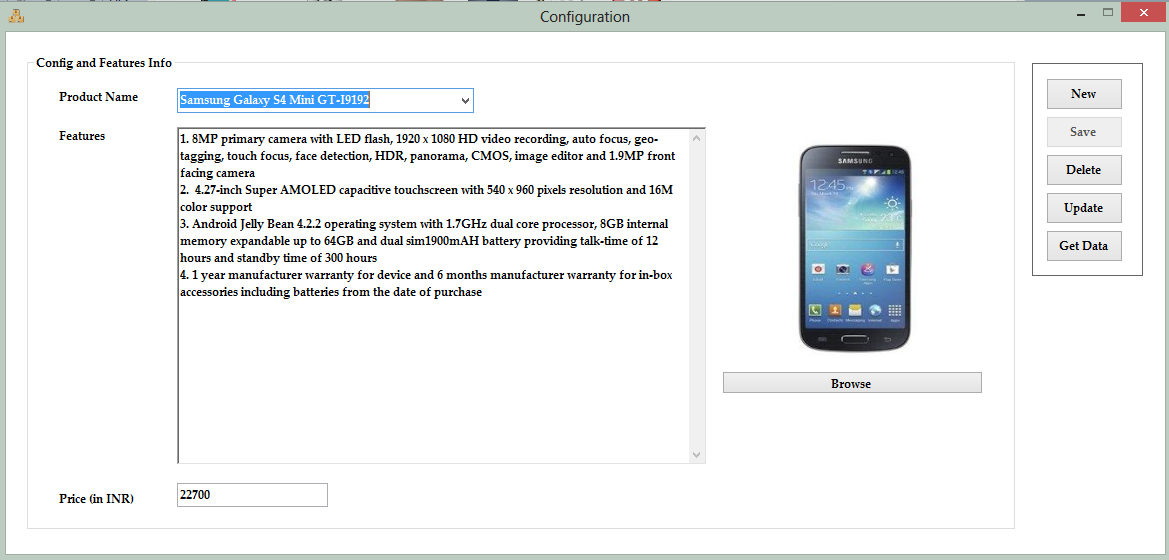 Configuration
Config and Features Info
Product Name
Samsung Galaxy S4 Mini GT-I9192
Features
1. 8MP primary camera with LED flash, 1920 x 1080 HD video recording, auto focus, geo-
tagging, touch focus, face detection, HDR, panorama, CMOS, image editor and 1.9MP front
facing camera
2.  4.27-inch Super AMOLED capacitive touchscreen with 540 x 960 pixels resolution and 16M
color support
3. Android Jelly Bean 4.2.2 operating system with 1.7GHz dual core processor, 8GB internal
memory expandable up to 64GB and dual sim1900mAH battery providing talk-time of 12
hours and standby time of 300 hours
4. 1 year manufacturer warranty for device and 6 months manufacturer warranty for in-box
accessories including batteries from the date of purchase
Price (in INR)
22700
SAMSUNG
12:45
23°
Google
Phone Contacts Messaging Internet Apps
Browse
New
Save
Delete
Update
Get Data